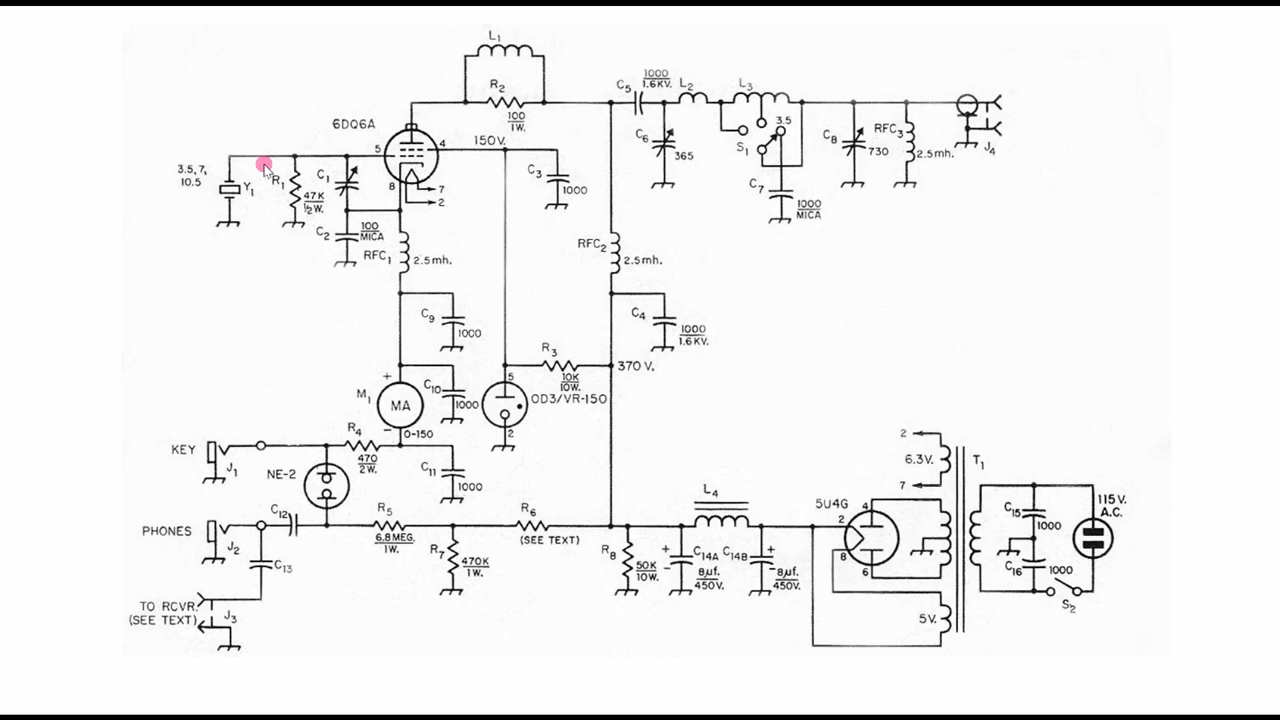 L1
R2
100
1W.
6DQ6A
C5
1000
1.6KV.
L2
L3
3.5
S1
C6
365
C7
1000
MICA
C8
730
RFC3
2.5mh.
J4
5
4
150V.
8
7
2
C3
1000
3.5, 7,
10.5
Y1
R1
47K
1/2W.
C1
C2
100
MICA
RFC1
2.5mh.
RFC2
2.5mh.
C9
1000
C4
1000
1.6KV.
R3
10K
10W.
370 V.
+
M1
MA
-
0-150
C10
1000
5
OD3/VR-150
2
KEY
J1
R4
470
2W.
C11
1000
NE-2
PHONES
J2
C12
R5
6.8MEG.
1W.
R7
470K
1W.
R6
(SEE TEXT)
C13
TO RCVR.
(SEE TEXT)
J3
R8
50K
10W.
L4
+
-
C14A
8µf.
450V.
C14B
+
-
8µf.
450V.
5U4G
2
4
8
6
2
6.3V.
7
T1
5V.
C15
1000
C16
1000
115V.
A.C.
S2